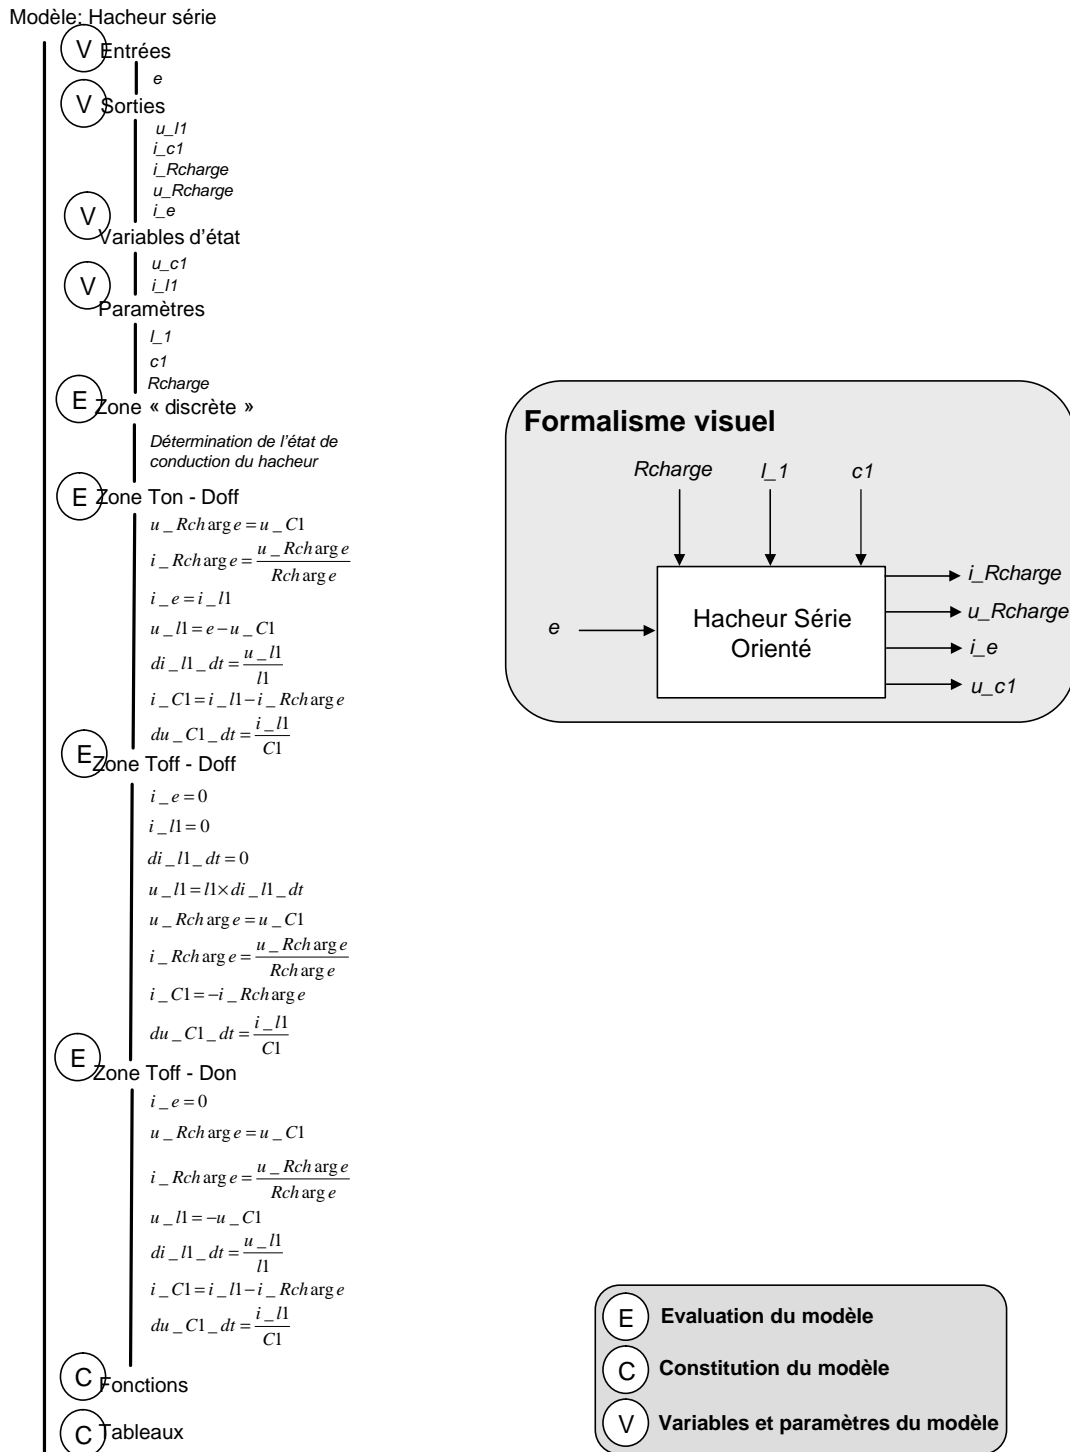 Modèle: Hacheur série
V Entrées
e
V Sorties
u_l1
i_c1
i_Rcharge
u_Rcharge
i_e
V Variables d'état
u_c1
i_l1
V Paramètres
l_1
c1
Rcharge
E Zone « discrète »
Détermination de l'état de
conduction du hacheur
E Zone Ton - Doff
u_Rcharge = u_C1
i_Rcharge = u_Rcharge / Rcharge
i_e = i_l1
u_l1 = e − u_C1
di_l1_dt = u_l1 / l1
i_C1 = i_l1 − i_Rcharge
du_C1_dt = i_l1 / C1
E Zone Toff - Doff
i_e = 0
i_l1 = 0
di_l1_dt = 0
u_l1 = l1 × di_l1_dt
u_Rcharge = u_C1
i_Rcharge = u_Rcharge / Rcharge
i_C1 = −i_Rcharge
du_C1_dt = i_l1 / C1
E Zone Toff - Don
i_e = 0
u_Rcharge = u_C1
i_Rcharge = u_Rcharge / Rcharge
u_l1 = −u_C1
di_l1_dt = u_l1 / l1
i_C1 = i_l1 − i_Rcharge
du_C1_dt = i_l1 / C1
C Fonctions
C Tableaux
Formalisme visuel
Rcharge l_1 c1
e
Hacheur Série
Orienté
i_Rcharge
u_Rcharge
i_e
u_c1
E Evaluation du modèle
C Constitution du modèle
V Variables et paramètres du modèle